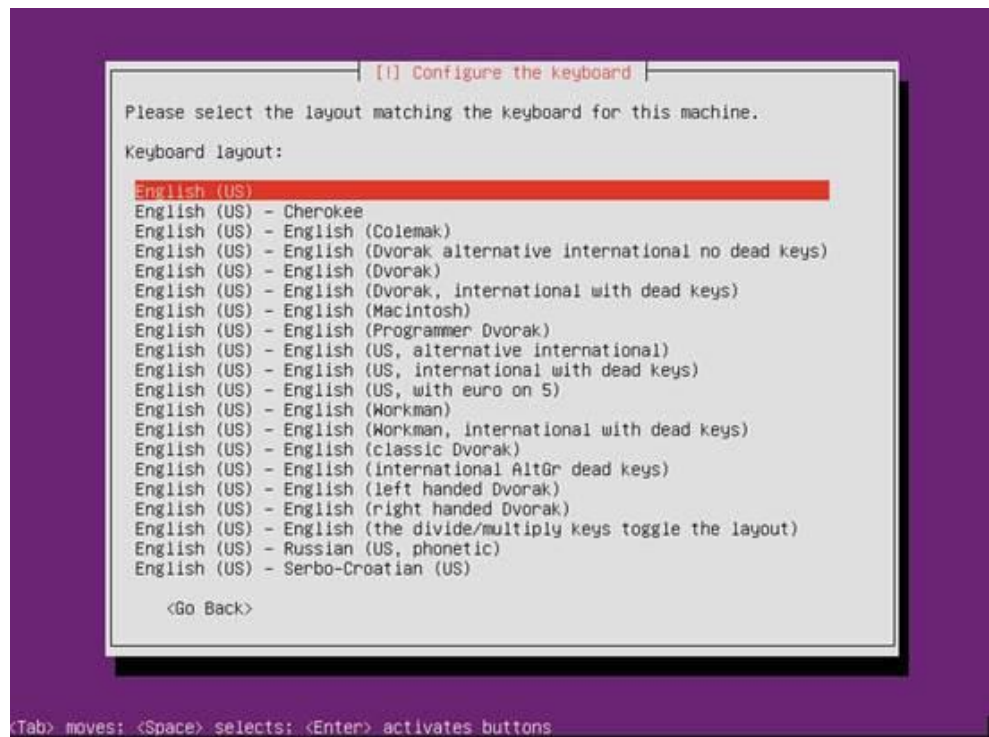 [!] Configure the keyboard
Please select the layout matching the keyboard for this machine.
Keyboard layout:
English (US)
English (US) - Cherokee
English (US) - English (Colemak)
English (US) - English (Dvorak alternative international no dead keys)
English (US) - English (Dvorak)
English (US) - English (Dvorak, international with dead keys)
English (US) - English (Macintosh)
English (US) - English (Programmer Dvorak)
English (US) - English (US, alternative international)
English (US) - English (US, international with dead keys)
English (US) - English (US, with euro on 5)
English (US) - English (Workman)
English (US) - English (Workman, international with dead keys)
English (US) - English (classic Dvorak)
English (US) - English (international AltGr dead keys)
English (US) - English (left handed Dvorak)
English (US) - English (right handed Dvorak)
English (US) - English (the divide/multiply keys toggle the layout)
English (US) - Russian (US, phonetic)
English (US) - Serbo-Croatian (US)
<Go Back>
<Tab> moves; <Space> selects; <Enter> activates buttons